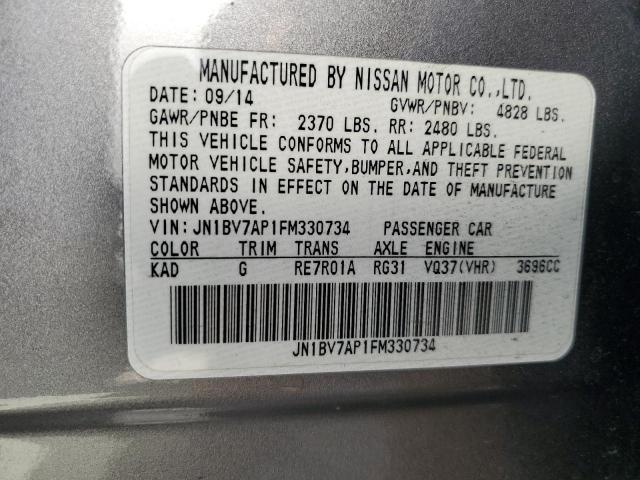 MANUFACTURED BY NISSAN MOTOR CO.,LTD.
DATE: 09/14 GVWR/PNBV: 4828 LBS.
GAWR/PNBE FR: 2370 LBS. RR: 2480 LBS.
THIS VEHICLE CONFORMS TO ALL APPLICABLE FEDERAL
MOTOR VEHICLE SAFETY,BUMPER,AND THEFT PREVENTION
STANDARDS IN EFFECT ON THE DATE OF MANUFACTURE
SHOWN ABOVE.
VIN: JN1BV7AP1FM330734 PASSENGER CAR
COLOR TRIM TRANS AXLE ENGINE
KAD G RE7R01A RG31 VQ37(VHR) 3696CC
JN1BV7AP1FM330734